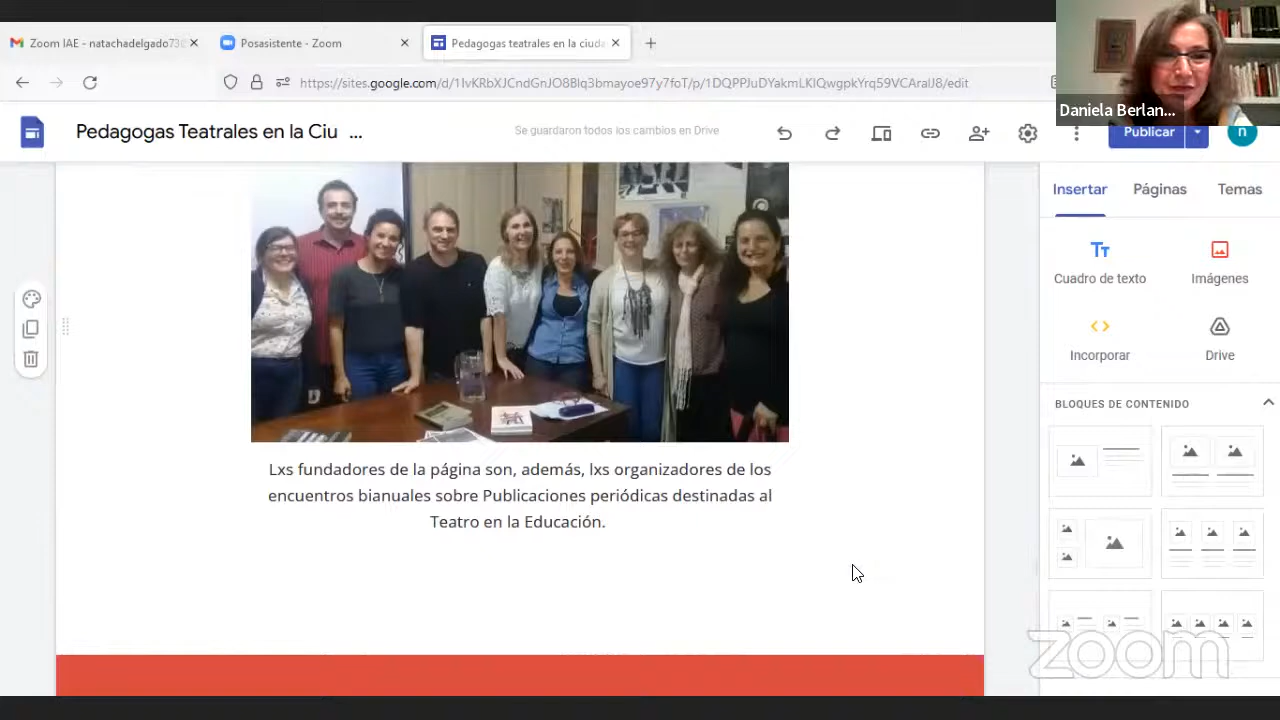 Zoom IAE - natachadelgado738
Posasistente - Zoom
Pedagogas teatrales en la ciuda
https://sites.google.com/d/1lvKRbXJCndGnJO8Blq3bmayoe97y7foT/p/1DQPPJuDYakmLKlQwgpkYrq59VCAralJ8/edit
Daniela Berlan...
Pedagogas Teatrales en la Ciu ...
Se guardaron todos los cambios en Drive
Publicar
n
Insertar
Páginas
Temas
Cuadro de texto
Imágenes
Incorporar
Drive
BLOQUES DE CONTENIDO
Lxs fundadores de la página son, además, lxs organizadores de los
encuentros bianuales sobre Publicaciones periódicas destinadas al
Teatro en la Educación.
zoom